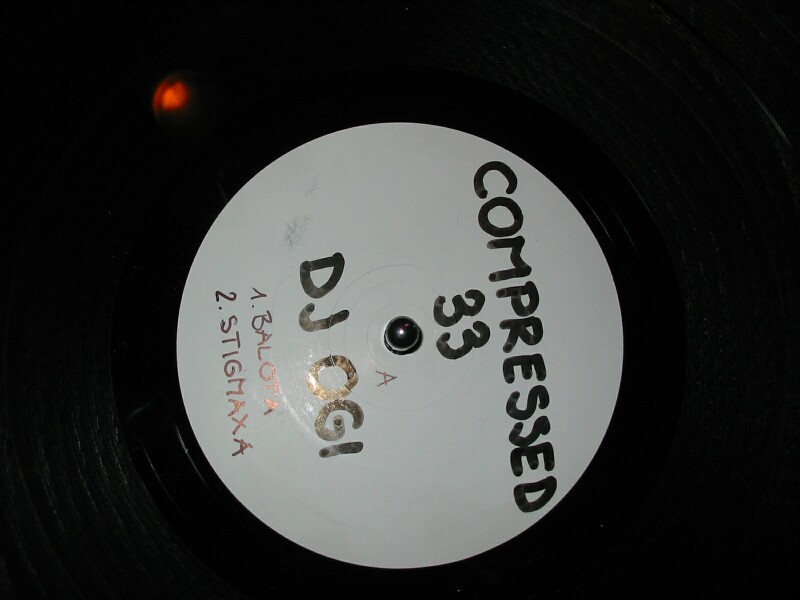 COMPRESSED
33
A
DJ OGI
1. BALOTA
2. STIGMAXA